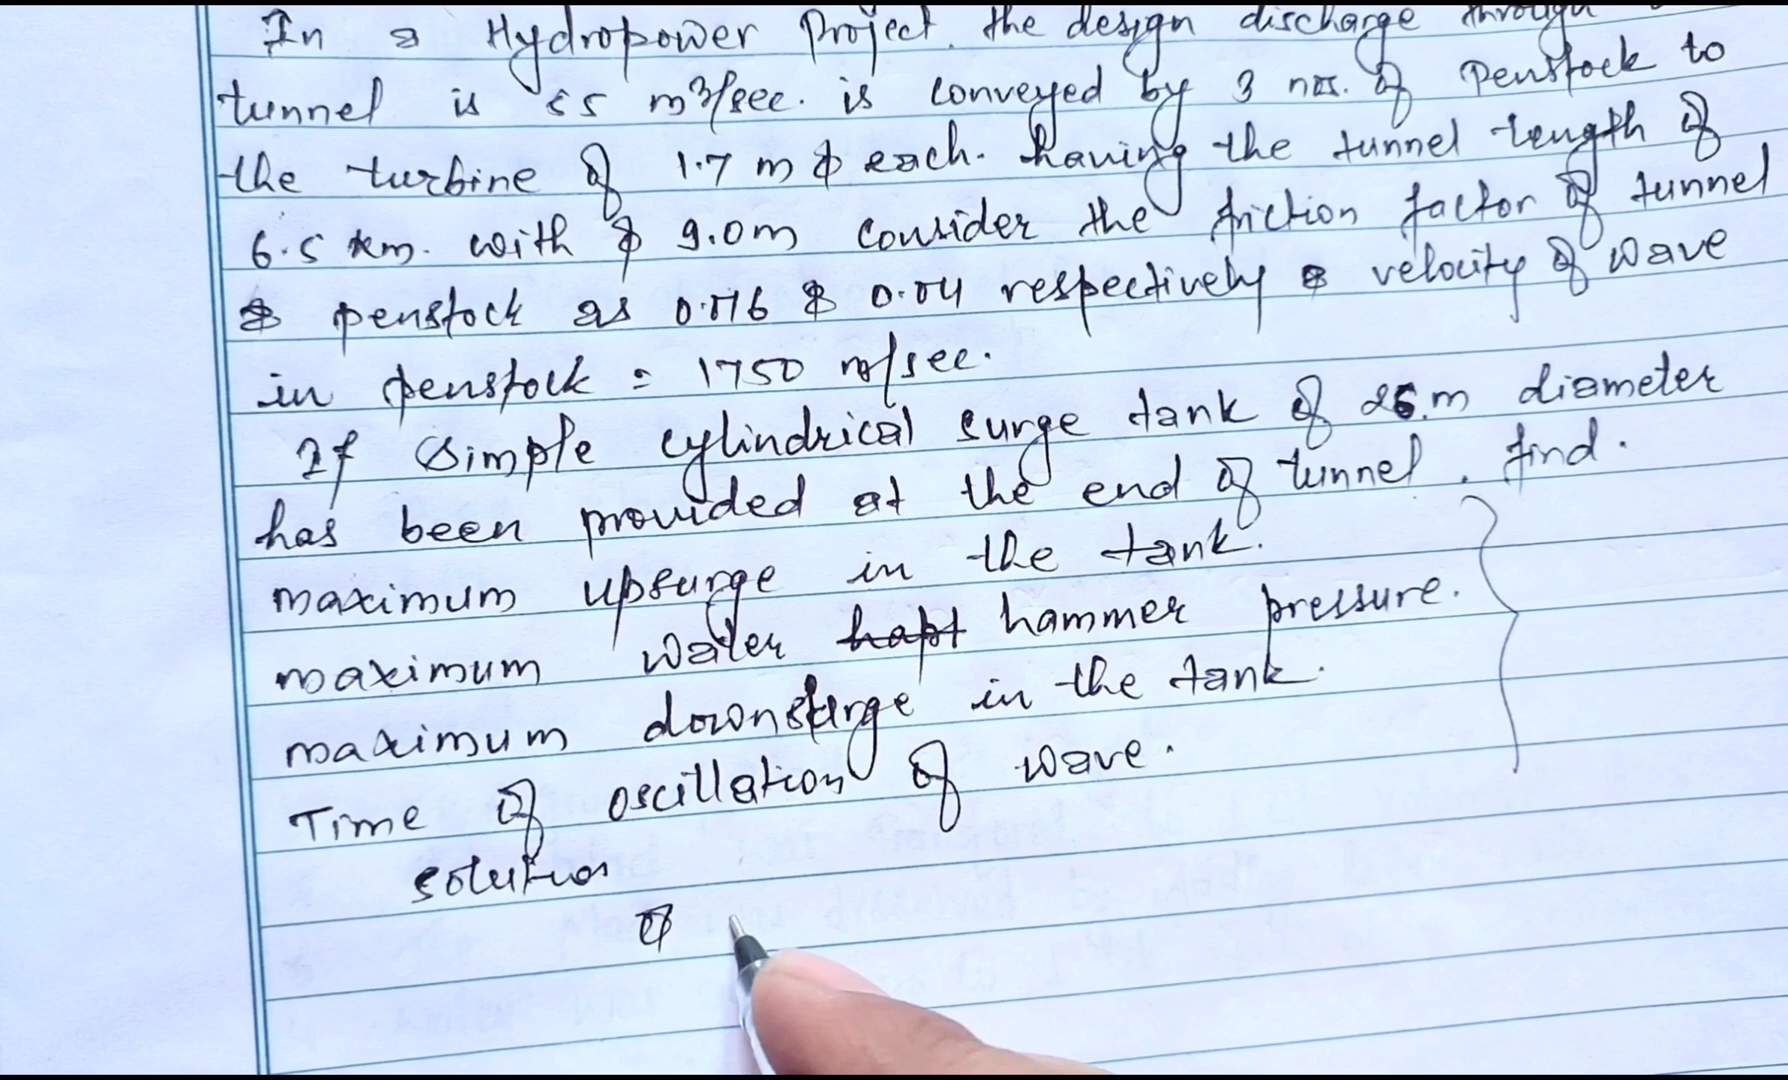 In a Hydropower Project. the design discharge through
tunnel is 55 m³/sec. is conveyed by 3 nos. of Penstock to
the turbine of 1.7 m ϕ each. having the tunnel length of
6.5 km. with ϕ 9.0m consider the friction factor of tunnel
& penstock as 0.016 & 0.04 respectively & velocity of wave
in penstock = 1750 m/sec.
If simple cylindrical surge tank of m diameter
has been provided at the end of tunnel. find.
maximum upsurge in the tank.
maximum water hammer pressure.
maximum downsurge in the tank.
Time of oscillation of wave.
solution